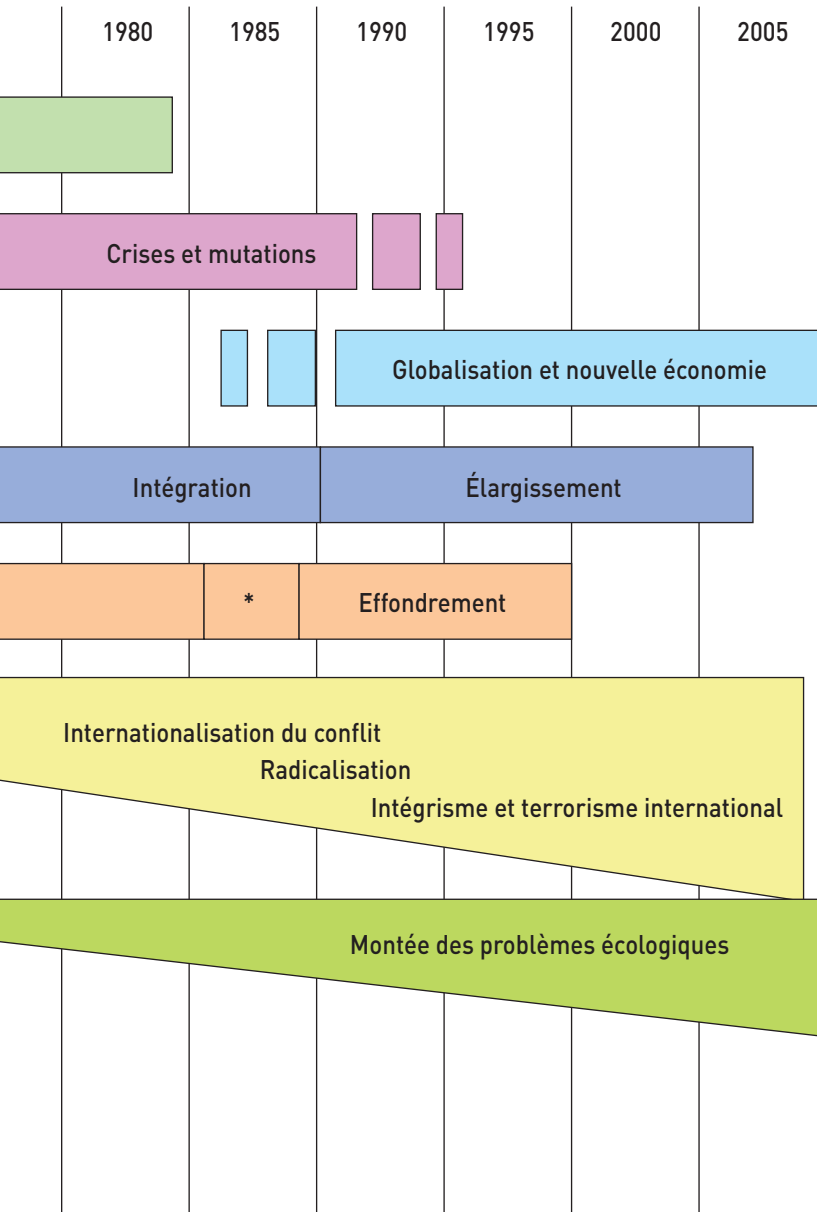 1980 1985 1990 1995 2000 2005
Crises et mutations
Globalisation et nouvelle économie
Intégration Élargissement
* Effondrement
Internationalisation du conflit
Radicalisation
Intégrisme et terrorisme international
Montée des problèmes écologiques